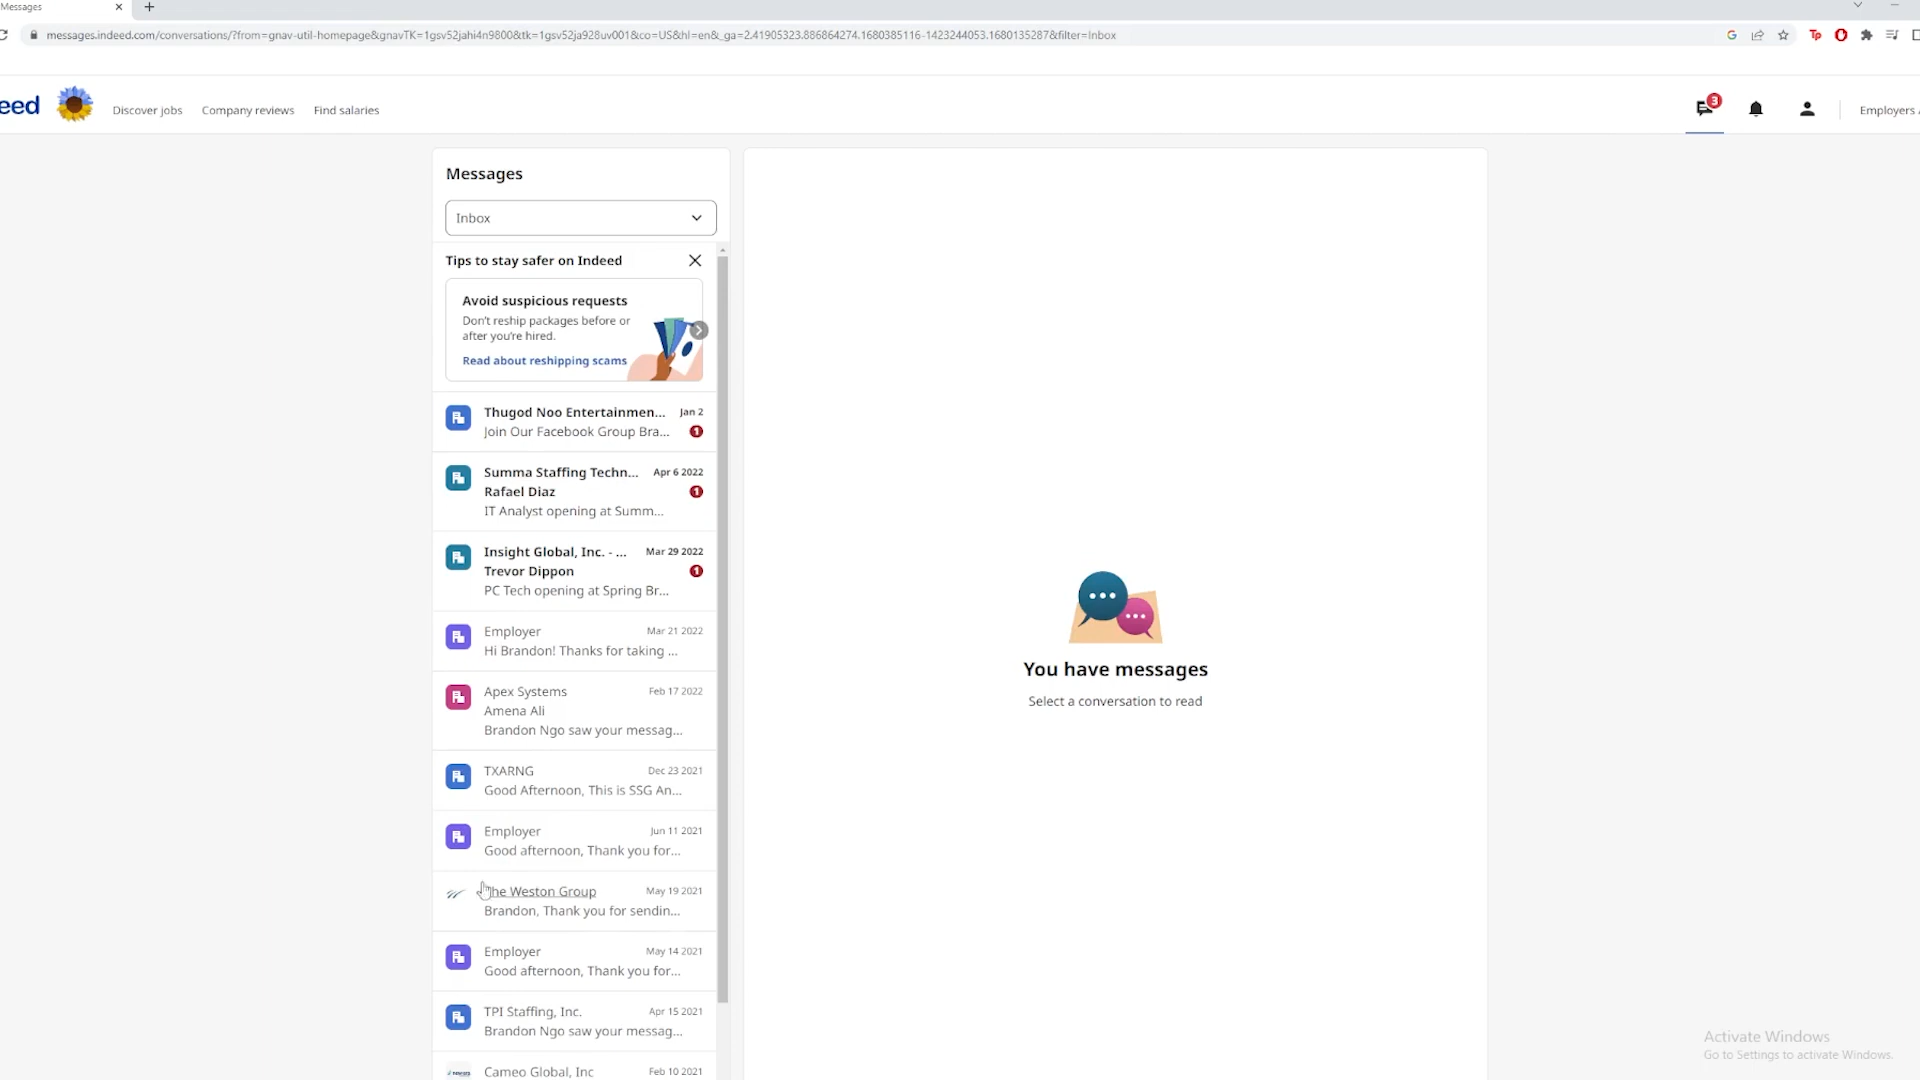 Messages
messages.indeed.com/conversations/?from=gnav-util-homepage&gnavTK=1gsv52jahi4n9800&tk=1gsv52ja928uv001&co=US&hl=en&_ga=2.41905323.886864274.1680385116-1423244053.1680135287&filter=Inbox
eed
Discover jobs
Company reviews
Find salaries
3
Employers
Messages
Inbox
Tips to stay safer on Indeed
Avoid suspicious requests
Don't reship packages before or
after you're hired.
Read about reshipping scams
Thugod Noo Entertainmen... Jan 2
Join Our Facebook Group Bra... 1
Summa Staffing Techn... Apr 6 2022
Rafael Diaz 1
IT Analyst opening at Summ...
Insight Global, Inc. - ... Mar 29 2022
Trevor Dippon 1
PC Tech opening at Spring Br...
Employer Mar 21 2022
Hi Brandon! Thanks for taking ...
Apex Systems Feb 17 2022
Amena Ali
Brandon Ngo saw your messag...
TXARNG Dec 23 2021
Good Afternoon, This is SSG An...
Employer Jun 11 2021
Good afternoon, Thank you for...
The Weston Group May 19 2021
Brandon, Thank you for sendin...
Employer May 14 2021
Good afternoon, Thank you for...
TPI Staffing, Inc. Apr 15 2021
Brandon Ngo saw your messag...
Cameo Global, Inc Feb 10 2021
You have messages
Select a conversation to read
Activate Windows
Go to Settings to activate Windows.